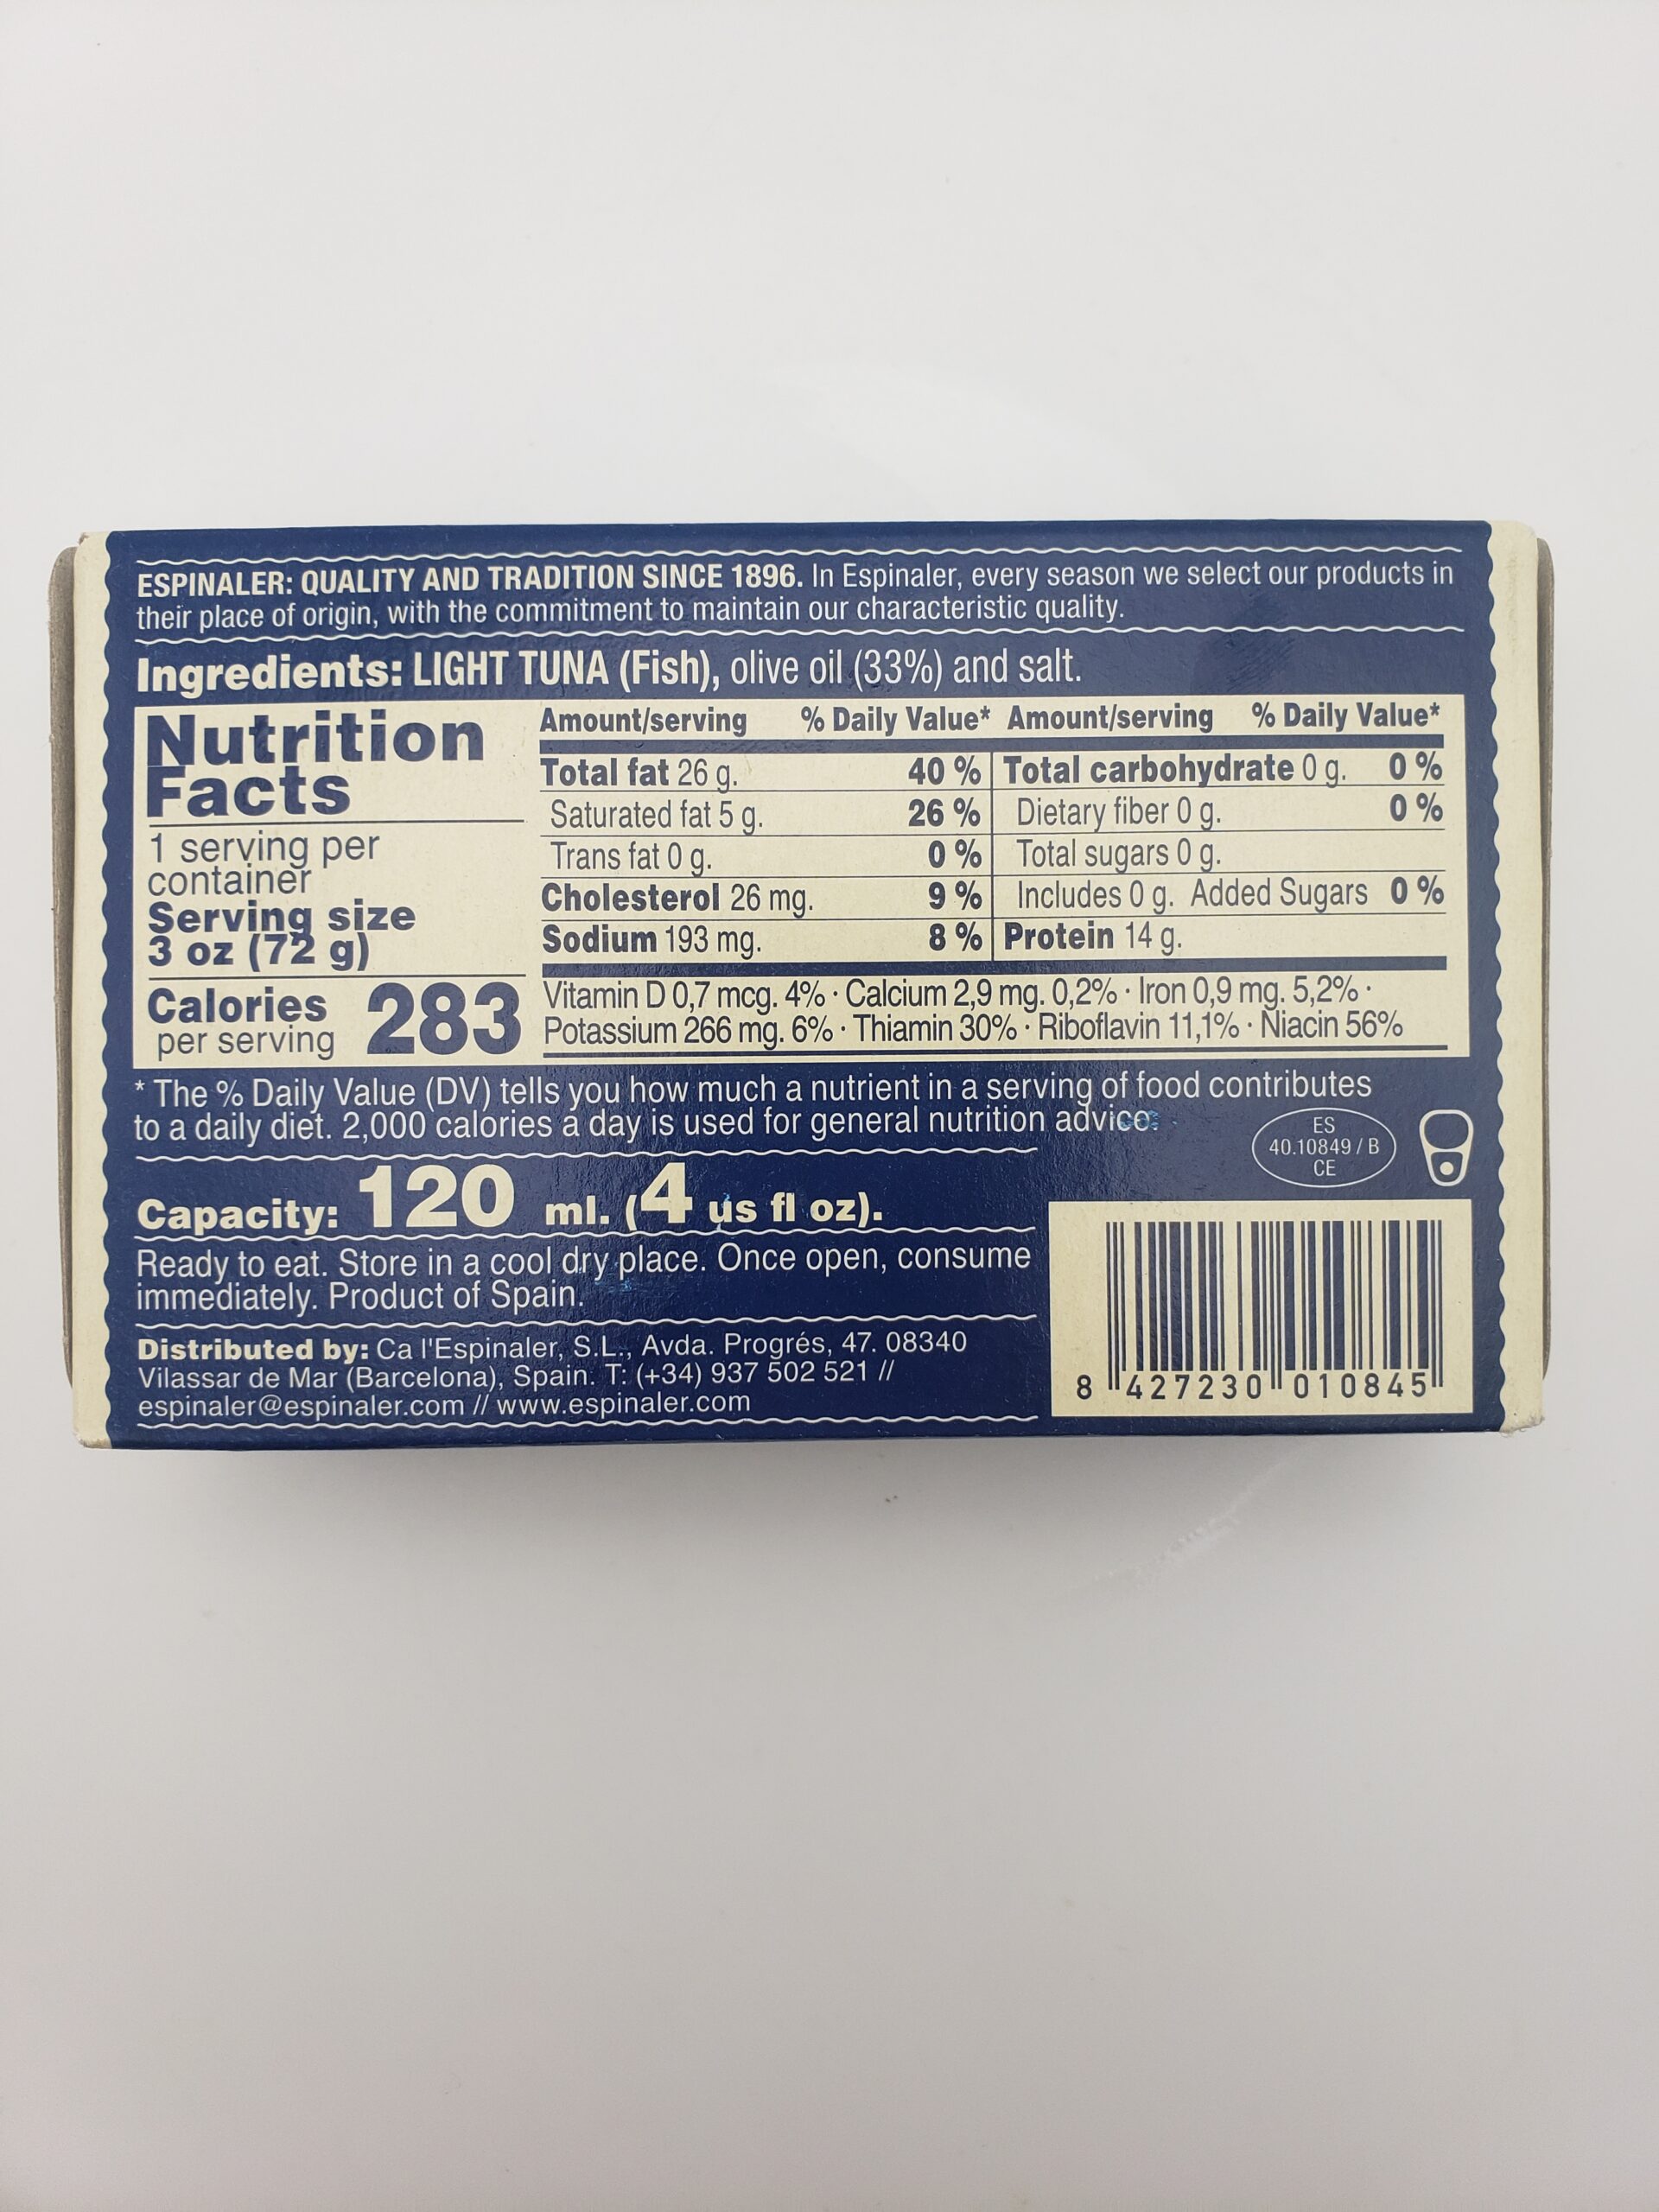 ESPINALER: QUALITY AND TRADITION SINCE 1896. In Espinaler, every season we select our products in
their place of origin, with the commitment to maintain our characteristic quality.
Ingredients: LIGHT TUNA (Fish), olive oil (33%) and salt.
Nutrition
Facts
1 serving per
container
Serving size
3 oz (72 g)
Calories
per serving
283
Amount/serving % Daily Value* Amount/serving % Daily Value*
Total fat 26 g. 40 % Total carbohydrate 0 g. 0 %
Saturated fat 5 g. 26 % Dietary fiber 0 g. 0 %
Trans fat 0 g. 0 % Total sugars 0 g.
Cholesterol 26 mg. 9 % Includes 0 g. Added Sugars 0 %
Sodium 193 mg. 8 % Protein 14 g.
Vitamin D 0,7 mcg. 4% · Calcium 2,9 mg. 0,2% · Iron 0,9 mg. 5,2% ·
Potassium 266 mg. 6% · Thiamin 30% · Riboflavin 11,1% · Niacin 56%
* The % Daily Value (DV) tells you how much a nutrient in a serving of food contributes
to a daily diet. 2,000 calories a day is used for general nutrition advice.
ES
40.10849 / B
CE
Capacity: 120 ml. (4 us fl oz).
Ready to eat. Store in a cool dry place. Once open, consume
immediately. Product of Spain.
Distributed by: Ca l'Espinaler, S.L., Avda. Progrés, 47. 08340
Vilassar de Mar (Barcelona), Spain. T: (+34) 937 502 521 //
espinaler@espinaler.com // www.espinaler.com
8 427230 010845